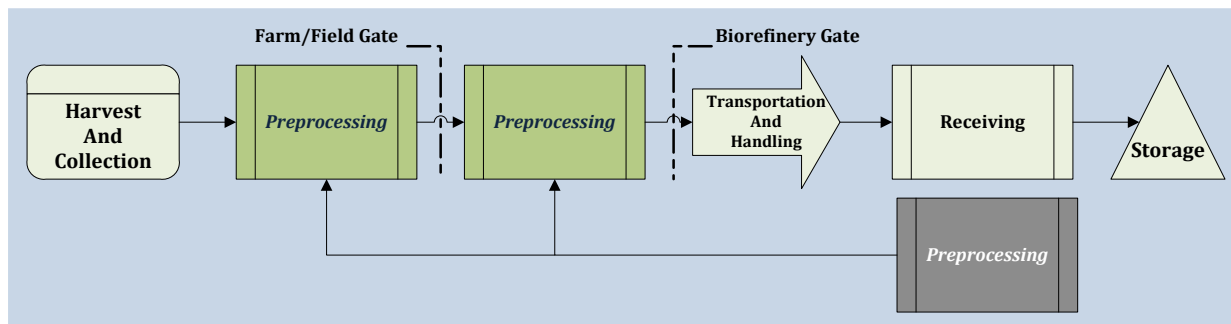 Farm/Field Gate
Biorefinery Gate
Harvest
And
Collection
Preprocessing
Preprocessing
Transportation
And
Handling
Receiving
Storage
Preprocessing